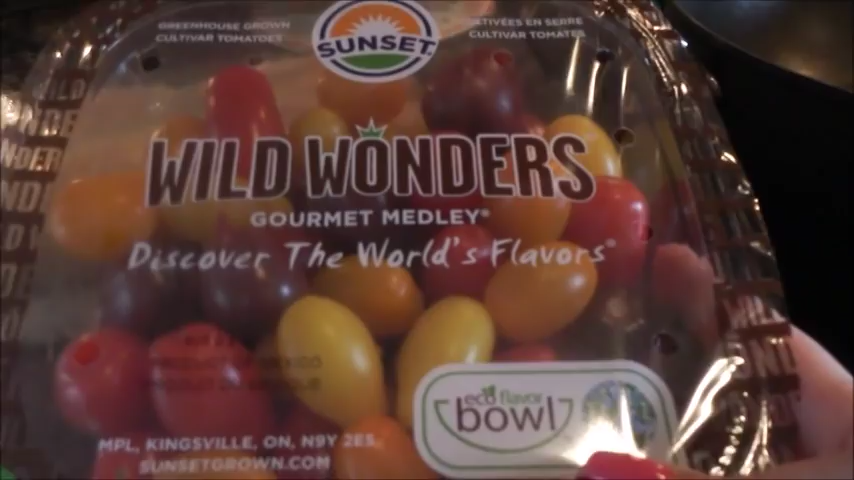 GREENHOUSE GROWN
CULTIVAR TOMATOES
SUNSET
CULTIVÉES EN SERRE
CULTIVAR TOMATES
WILD WONDERS
GOURMET MEDLEY®
Discover The World's Flavors®
eco flavor
bowl
MPL, KINGSVILLE, ON, N9Y 2E5
SUNSETGROWN.COM